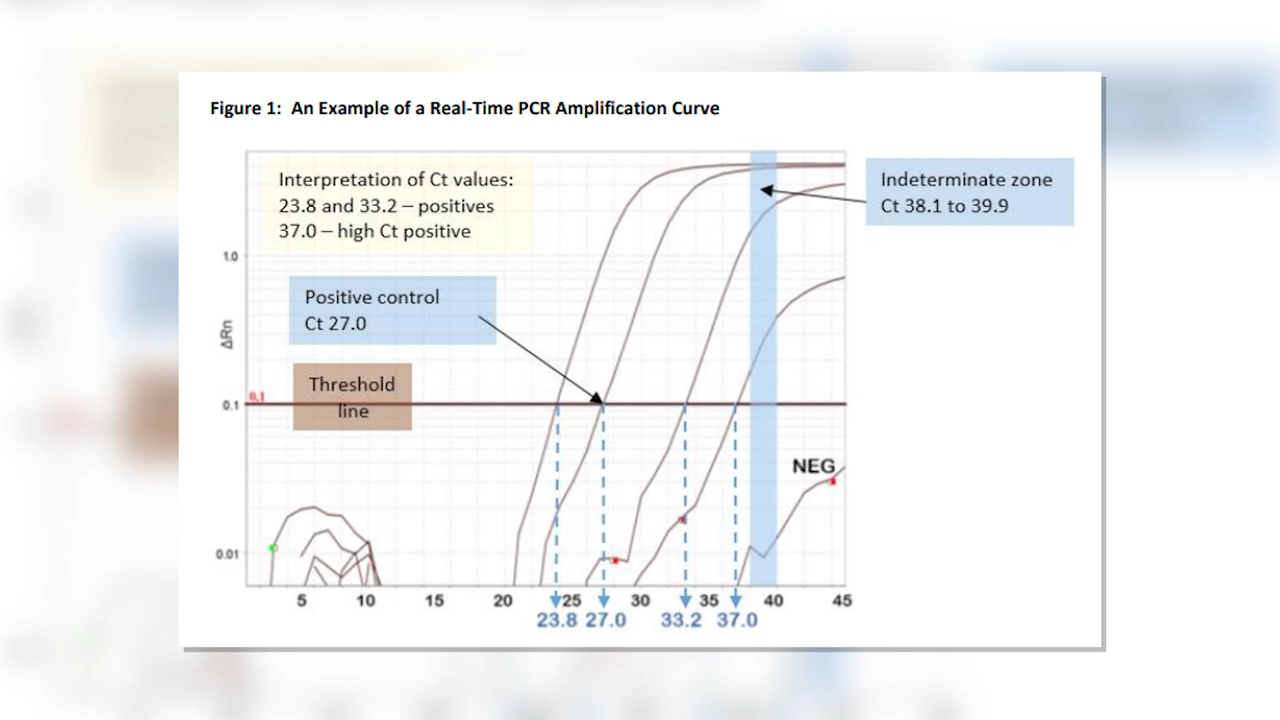 Figure 1:  An Example of a Real-Time PCR Amplification Curve
Interpretation of Ct values:
23.8 and 33.2 – positives
37.0 – high Ct positive
Indeterminate zone
Ct 38.1 to 39.9
1.0
Positive control
Ct 27.0
ΔRn
Threshold
line
0.1
0.1
NEG
0.01
5 10 15 20 25 30 35 40 45
23.8 27.0 33.2 37.0